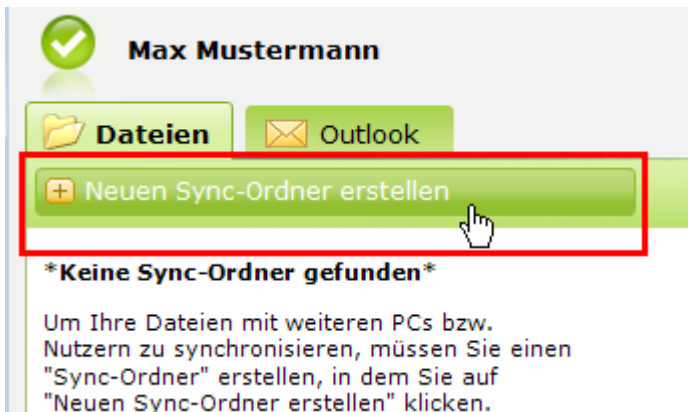 Max Mustermann
Dateien
Outlook
Neuen Sync-Ordner erstellen
*Keine Sync-Ordner gefunden*
Um Ihre Dateien mit weiteren PCs bzw.
Nutzern zu synchronisieren, müssen Sie einen
"Sync-Ordner" erstellen, in dem Sie auf
"Neuen Sync-Ordner erstellen" klicken.